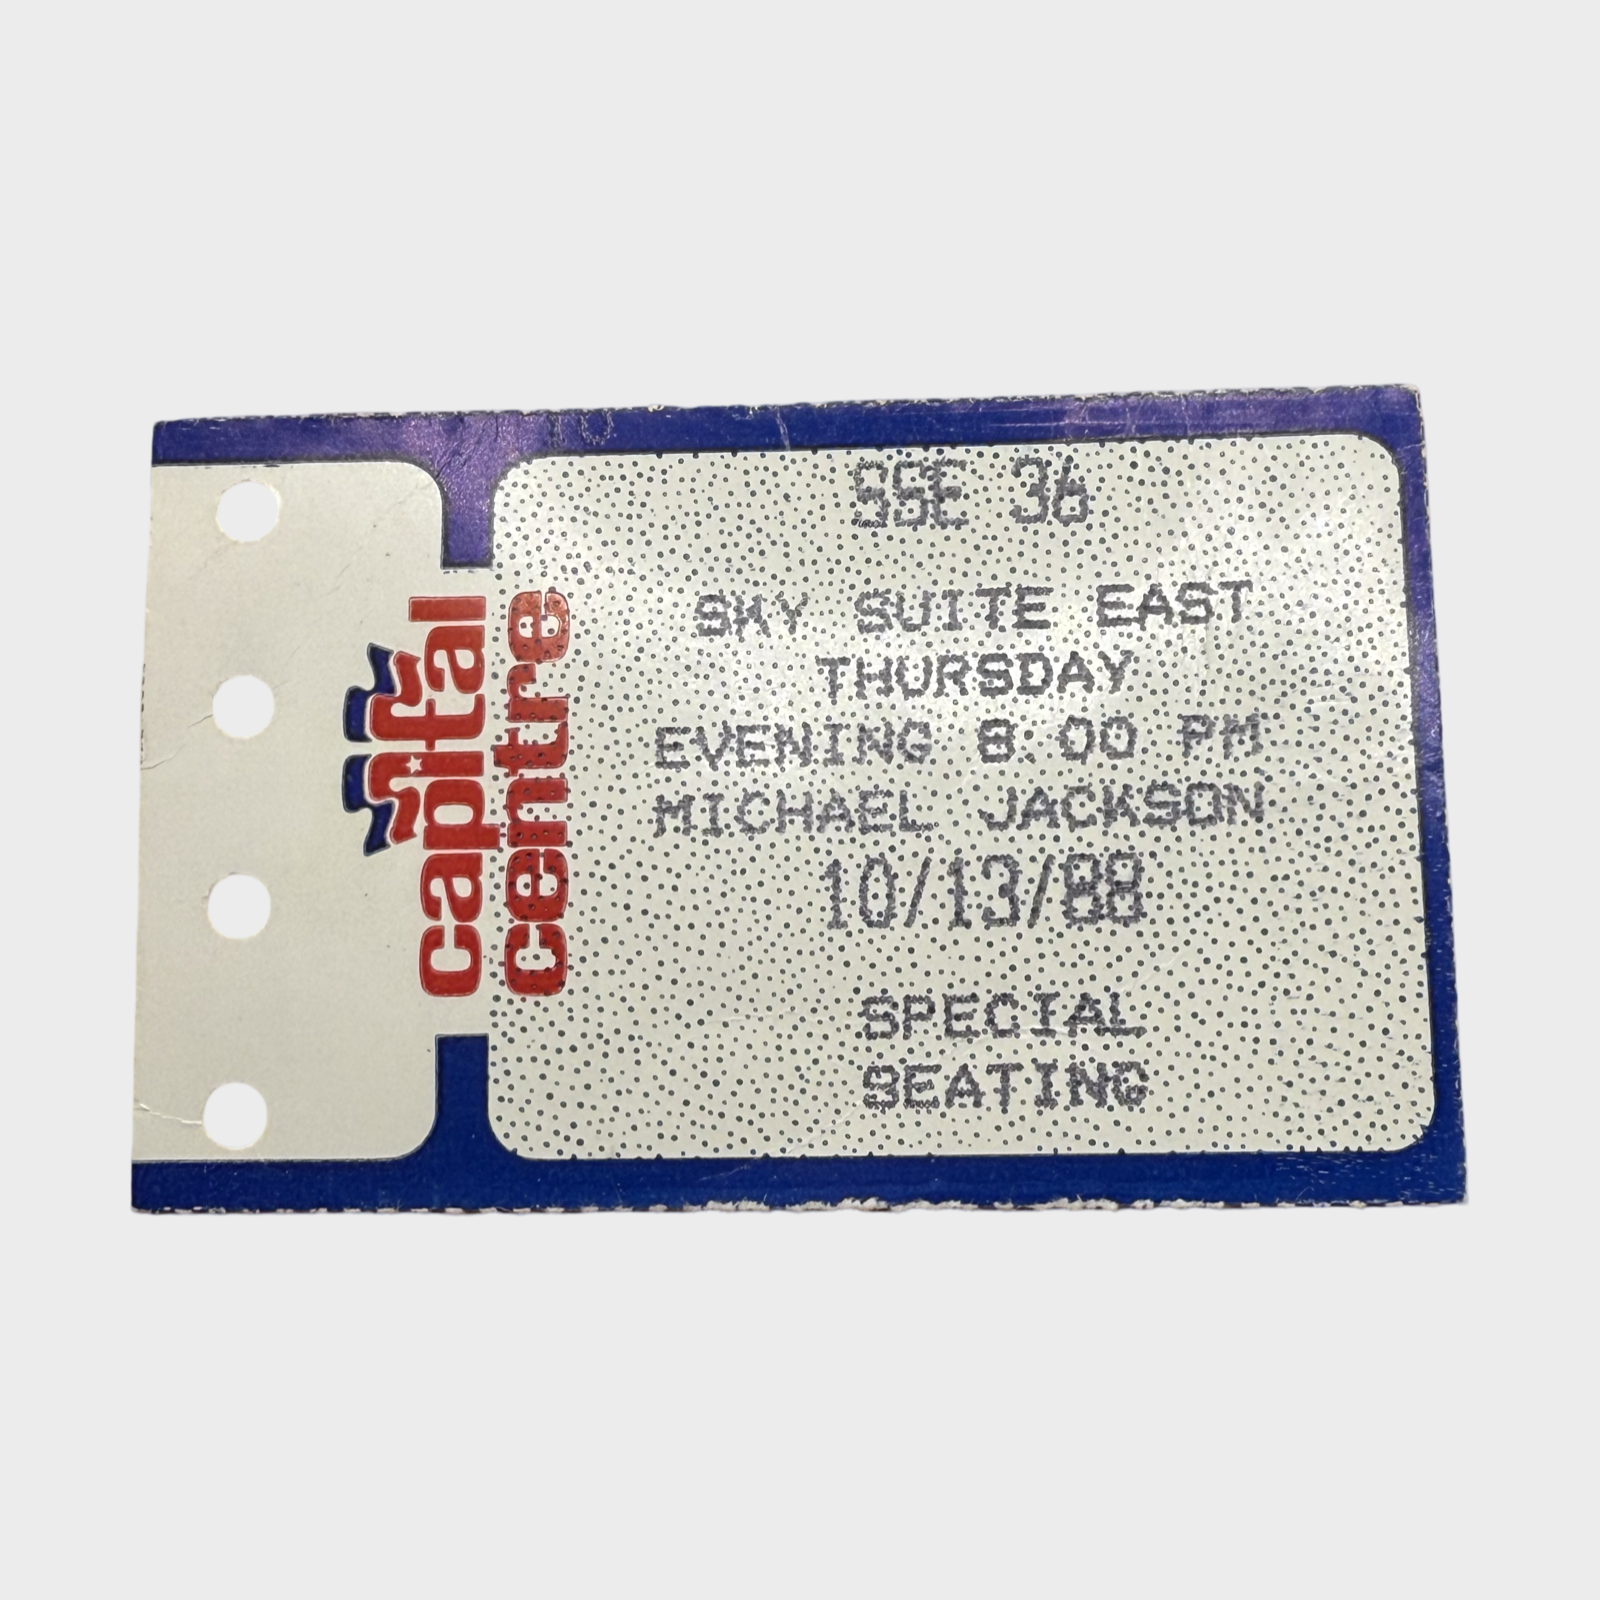 capital
centre
SSE 36
SKY SUITE EAST
THURSDAY
EVENING 8:00 PM
MICHAEL JACKSON
10/13/88
SPECIAL
SEATING